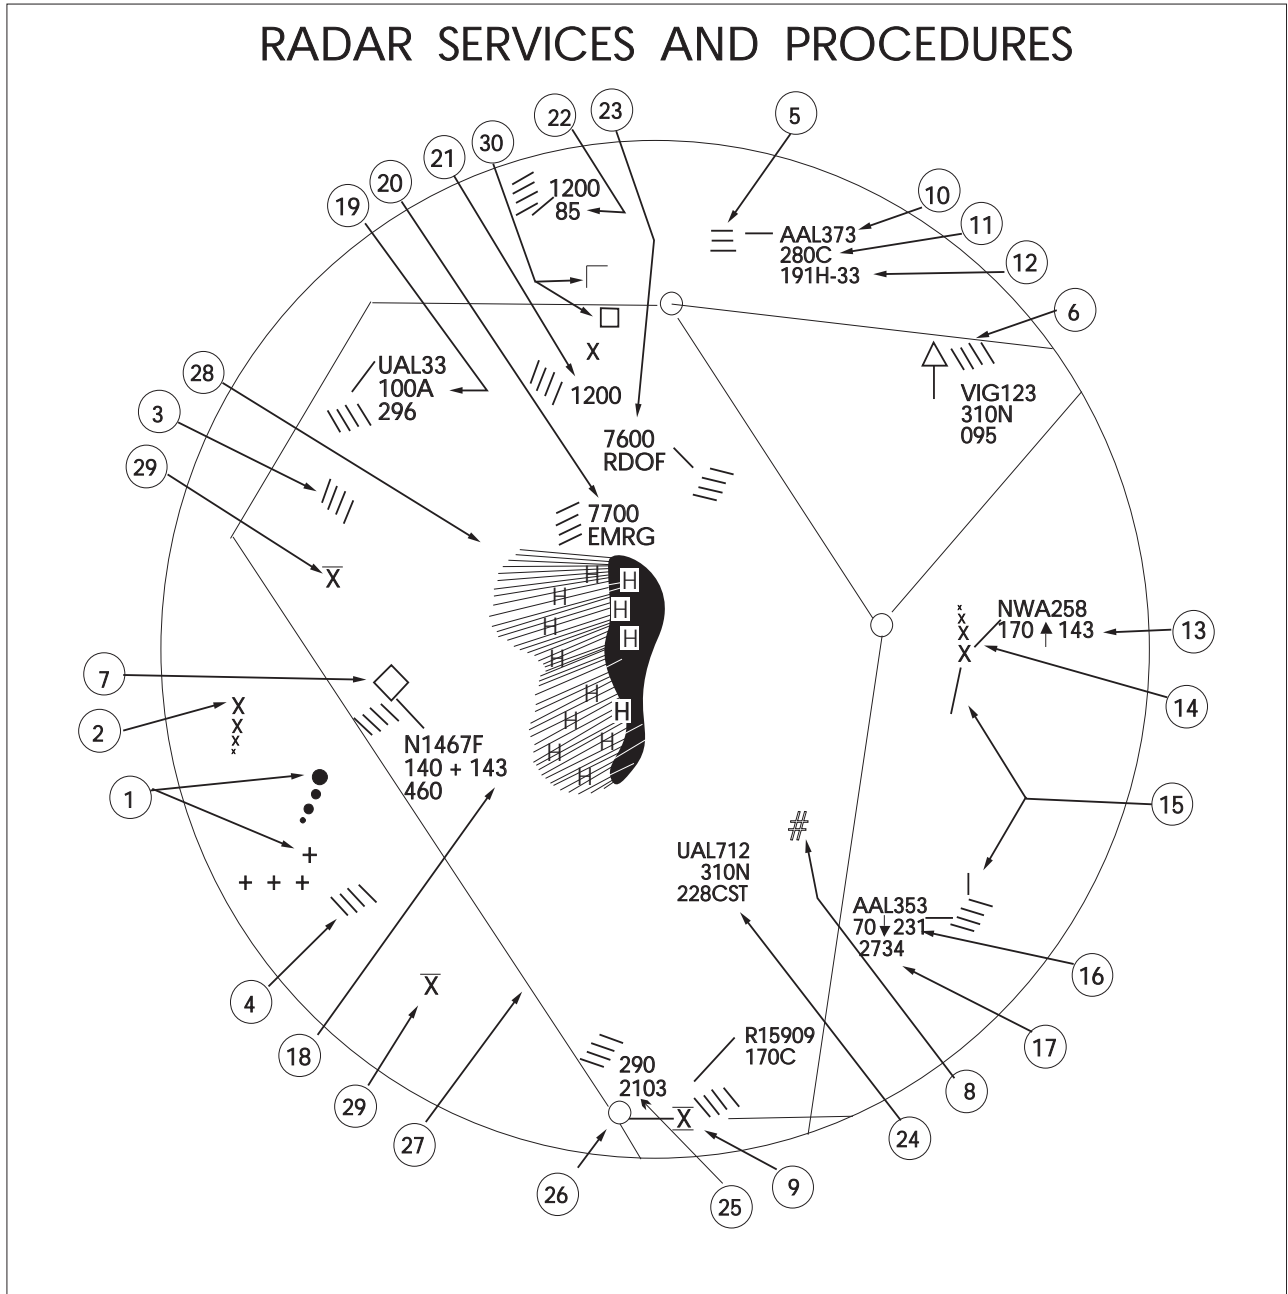 RADAR SERVICES AND PROCEDURES
23
5
22
30
21
20
19
1200
85
10
AAL373
280C
191H-33
11
12
6
X
28
UAL33
100A
296
1200
VIG123
310N
095
3
7600
RDOF
29
7700
EMRG
X
H
H
H
H
H
H
H
H
H
H
H
H
H
H
NWA258
170 ↑ 143
13
X
X
X
X
7
14
2
X
X
X
X
N1467F
140 + 143
460
1
15
+
+ + +
#
UAL712
310N
228CST
AAL353
70 ↓ 231
2734
16
4
X
17
18
R15909
170C
290
2103
8
29
X
27
24
9
26
25